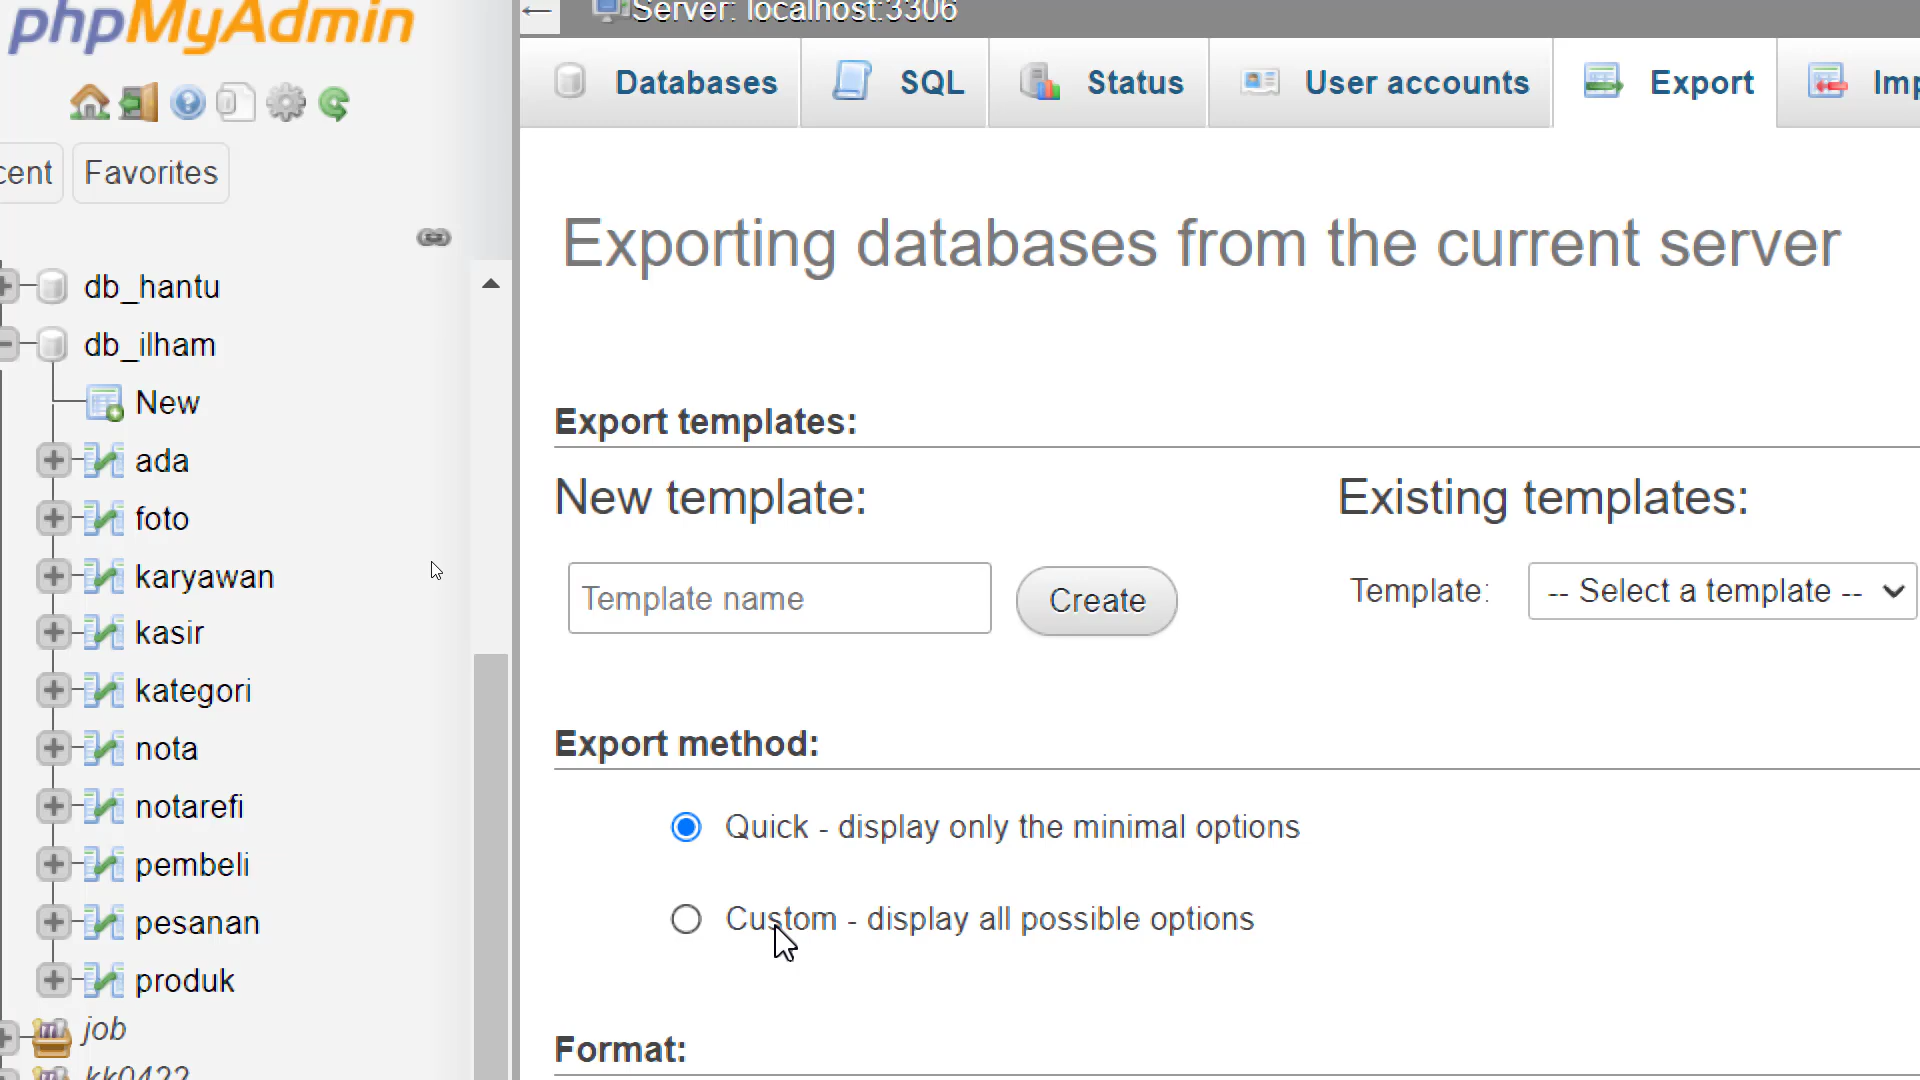 phpMyAdmin
Server: localhost:3306
Databases
SQL
Status
User accounts
Export
Favorites
Exporting databases from the current server
db_hantu
db_ilham
New
ada
foto
karyawan
kasir
kategori
nota
notarefi
pembeli
pesanan
produk
job
kk0422
Export templates:
New template:
Existing templates:
Template name
Create
Template:
-- Select a template --
Export method:
Quick - display only the minimal options
Custom - display all possible options
Format: